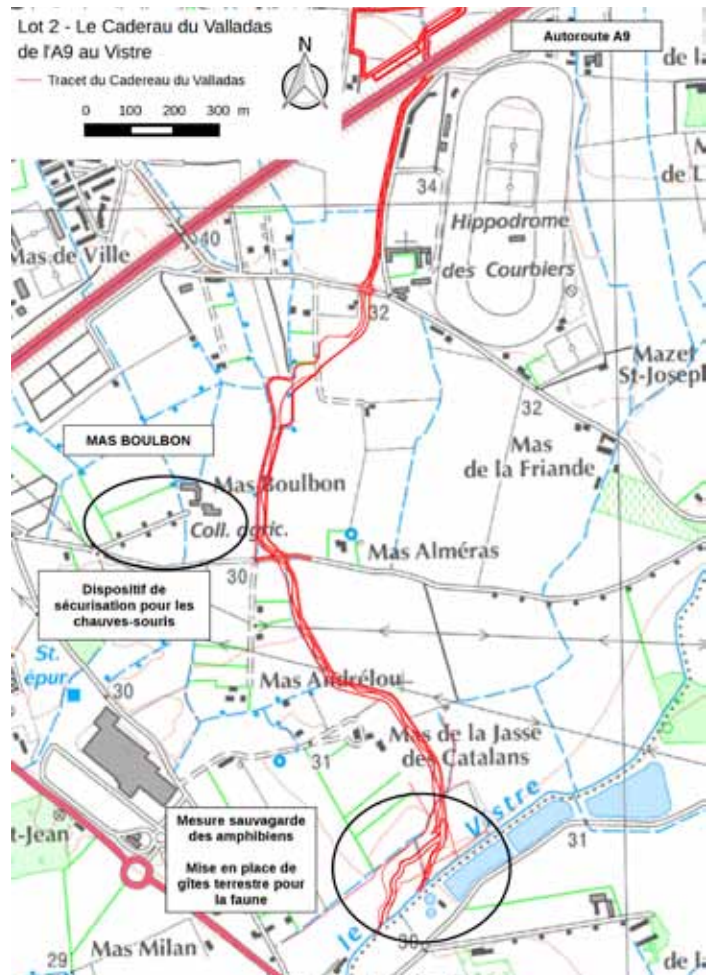 Lot 2 - Le Caderau du Valladas
de l'A9 au Vistre
Tracet du Cadereau du Valladas
N
0 100 200 300 m
Autoroute A9
de la
M
de L
34
Hippodrome
des Courbiers
40
Mas de Ville
32
Mazet
St-Joseph
32
Mas
de la Friande
MAS BOULBON
Mas Boulbon
Coll. agric.
Mas Alméras
30
Dispositif de
sécurisation pour les
chauves-souris
St.
épur.
30
Mas Andrélou
Mas de la Jasse
des Catalans
31
Mesure sauvegarde
des amphibiens
Mise en place de
gîtes terrestre pour
la faune
le Vistre
31
t-Jean
30
Mas Milan
29
de la